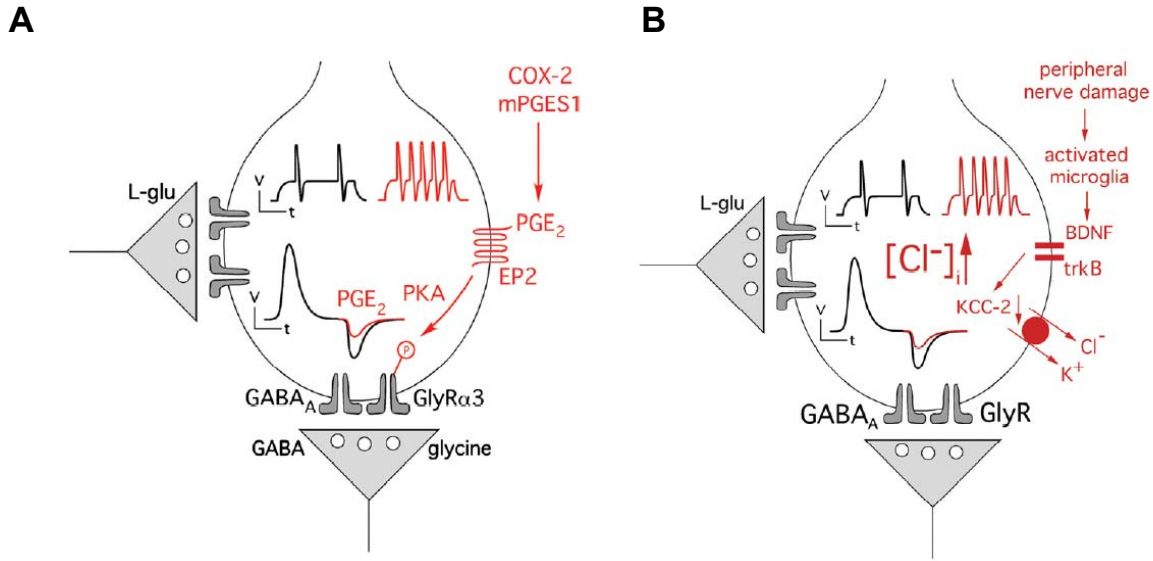 A
COX-2
mPGES1
L-glu
V
t
PGE2
EP2
V
t
PGE2
PKA
P
GABAA
GlyRα3
GABA
glycine
B
peripheral
nerve damage
activated
microglia
L-glu
V
t
BDNF
trkB
[Cl⁻]i
KCC-2
V
t
Cl⁻
K⁺
GABAA
GlyR